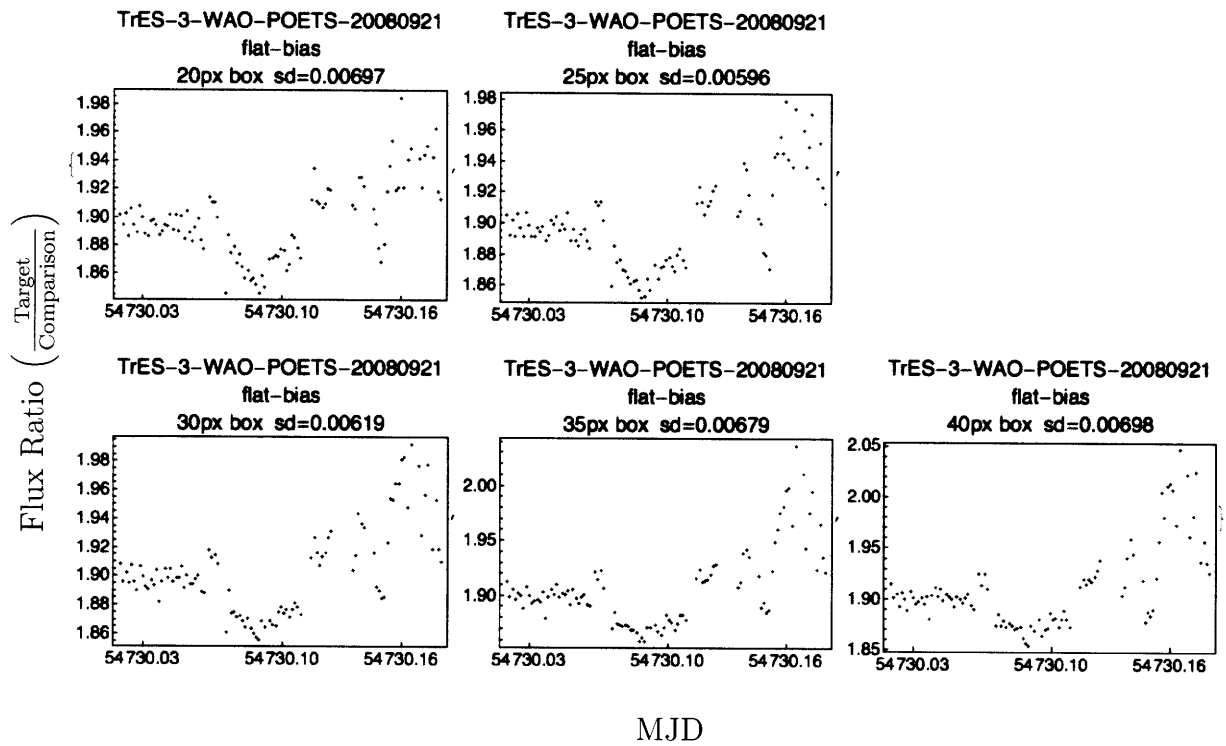 TrES-3-WAO-POETS-20080921
flat-bias
20px box sd=0.00697
1.98
1.96
1.94
1.92
1.90
1.88
1.86
54730.03 54730.10 54730.16
TrES-3-WAO-POETS-20080921
flat-bias
25px box sd=0.00596
1.98
1.96
1.94
1.92
1.90
1.88
1.86
54730.03 54730.10 54730.16
TrES-3-WAO-POETS-20080921
flat-bias
30px box sd=0.00619
1.98
1.96
1.94
1.92
1.90
1.88
1.86
54730.03 54730.10 54730.16
TrES-3-WAO-POETS-20080921
flat-bias
35px box sd=0.00679
2.00
1.95
1.90
54730.03 54730.10 54730.16
TrES-3-WAO-POETS-20080921
flat-bias
40px box sd=0.00698
2.05
2.00
1.95
1.90
1.85
54730.03 54730.10 54730.16
Flux Ratio (Target/Comparison)
MJD